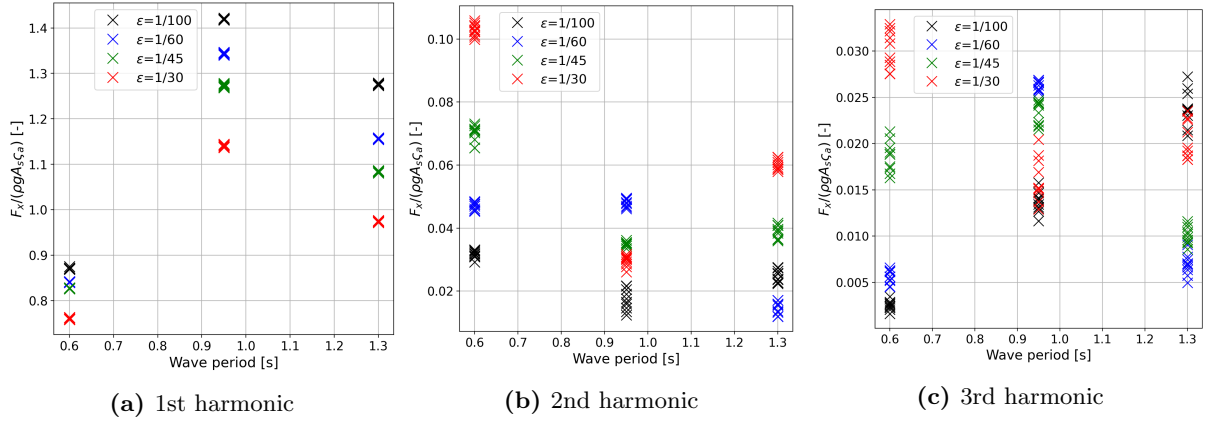 1.4
1.3
1.2
1.1
1.0
0.9
0.8
F_x/(ρgA_sζ_a) [-]
ε=1/100
ε=1/60
ε=1/45
ε=1/30
0.6 0.7 0.8 0.9 1.0 1.1 1.2 1.3
Wave period [s]
(a) 1st harmonic
0.10
0.08
0.06
0.04
0.02
F_x/(ρgA_sζ_a) [-]
ε=1/100
ε=1/60
ε=1/45
ε=1/30
0.6 0.7 0.8 0.9 1.0 1.1 1.2 1.3
Wave period [s]
(b) 2nd harmonic
0.030
0.025
0.020
0.015
0.010
0.005
F_x/(ρgA_sζ_a) [-]
ε=1/100
ε=1/60
ε=1/45
ε=1/30
0.6 0.7 0.8 0.9 1.0 1.1 1.2 1.3
Wave period [s]
(c) 3rd harmonic